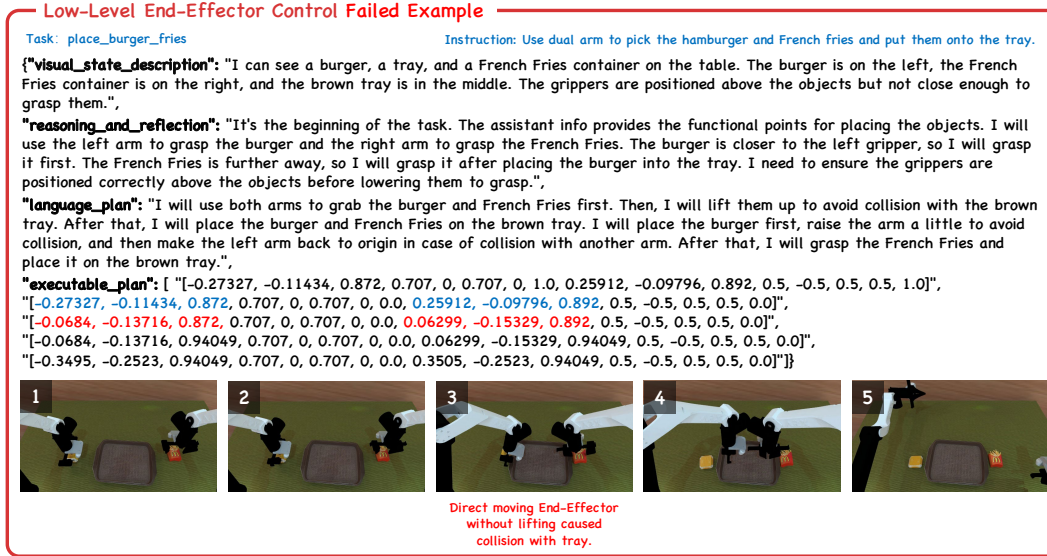 Low-Level End-Effector Control Failed Example
Task: place_burger_fries
Instruction: Use dual arm to pick the hamburger and French fries and put them onto the tray.
{"visual_state_description": "I can see a burger, a tray, and a French Fries container on the table. The burger is on the left, the French
Fries container is on the right, and the brown tray is in the middle. The grippers are positioned above the objects but not close enough to
grasp them.",
"reasoning_and_reflection": "It's the beginning of the task. The assistant info provides the functional points for placing the objects. I will
use the left arm to grasp the burger and the right arm to grasp the French Fries. The burger is closer to the left gripper, so I will grasp
it first. The French Fries is further away, so I will grasp it after placing the burger into the tray. I need to ensure the grippers are
positioned correctly above the objects before lowering them to grasp.",
"language_plan": "I will use both arms to grab the burger and French Fries first. Then, I will lift them up to avoid collision with the brown
tray. After that, I will place the burger and French Fries on the brown tray. I will place the burger first, raise the arm a little to avoid
collision, and then make the left arm back to origin in case of collision with another arm. After that, I will grasp the French Fries and
place it on the brown tray.",
"executable_plan": [ "[-0.27327, -0.11434, 0.872, 0.707, 0, 0.707, 0, 1.0, 0.25912, -0.09796, 0.892, 0.5, -0.5, 0.5, 0.5, 1.0]",
"[-0.27327, -0.11434, 0.872, 0.707, 0, 0.707, 0, 0.0, 0.25912, -0.09796, 0.892, 0.5, -0.5, 0.5, 0.5, 0.0]",
"[-0.0684, -0.13716, 0.872, 0.707, 0, 0.707, 0, 0.0, 0.06299, -0.15329, 0.892, 0.5, -0.5, 0.5, 0.5, 0.0]",
"[-0.0684, -0.13716, 0.94049, 0.707, 0, 0.707, 0, 0.0, 0.06299, -0.15329, 0.94049, 0.5, -0.5, 0.5, 0.5, 0.0]",
"[-0.3495, -0.2523, 0.94049, 0.707, 0, 0.707, 0, 0.0, 0.3505, -0.2523, 0.94049, 0.5, -0.5, 0.5, 0.5, 0.0]"]}
1 2 3 4 5
Direct moving End-Effector
without lifting caused
collision with tray.